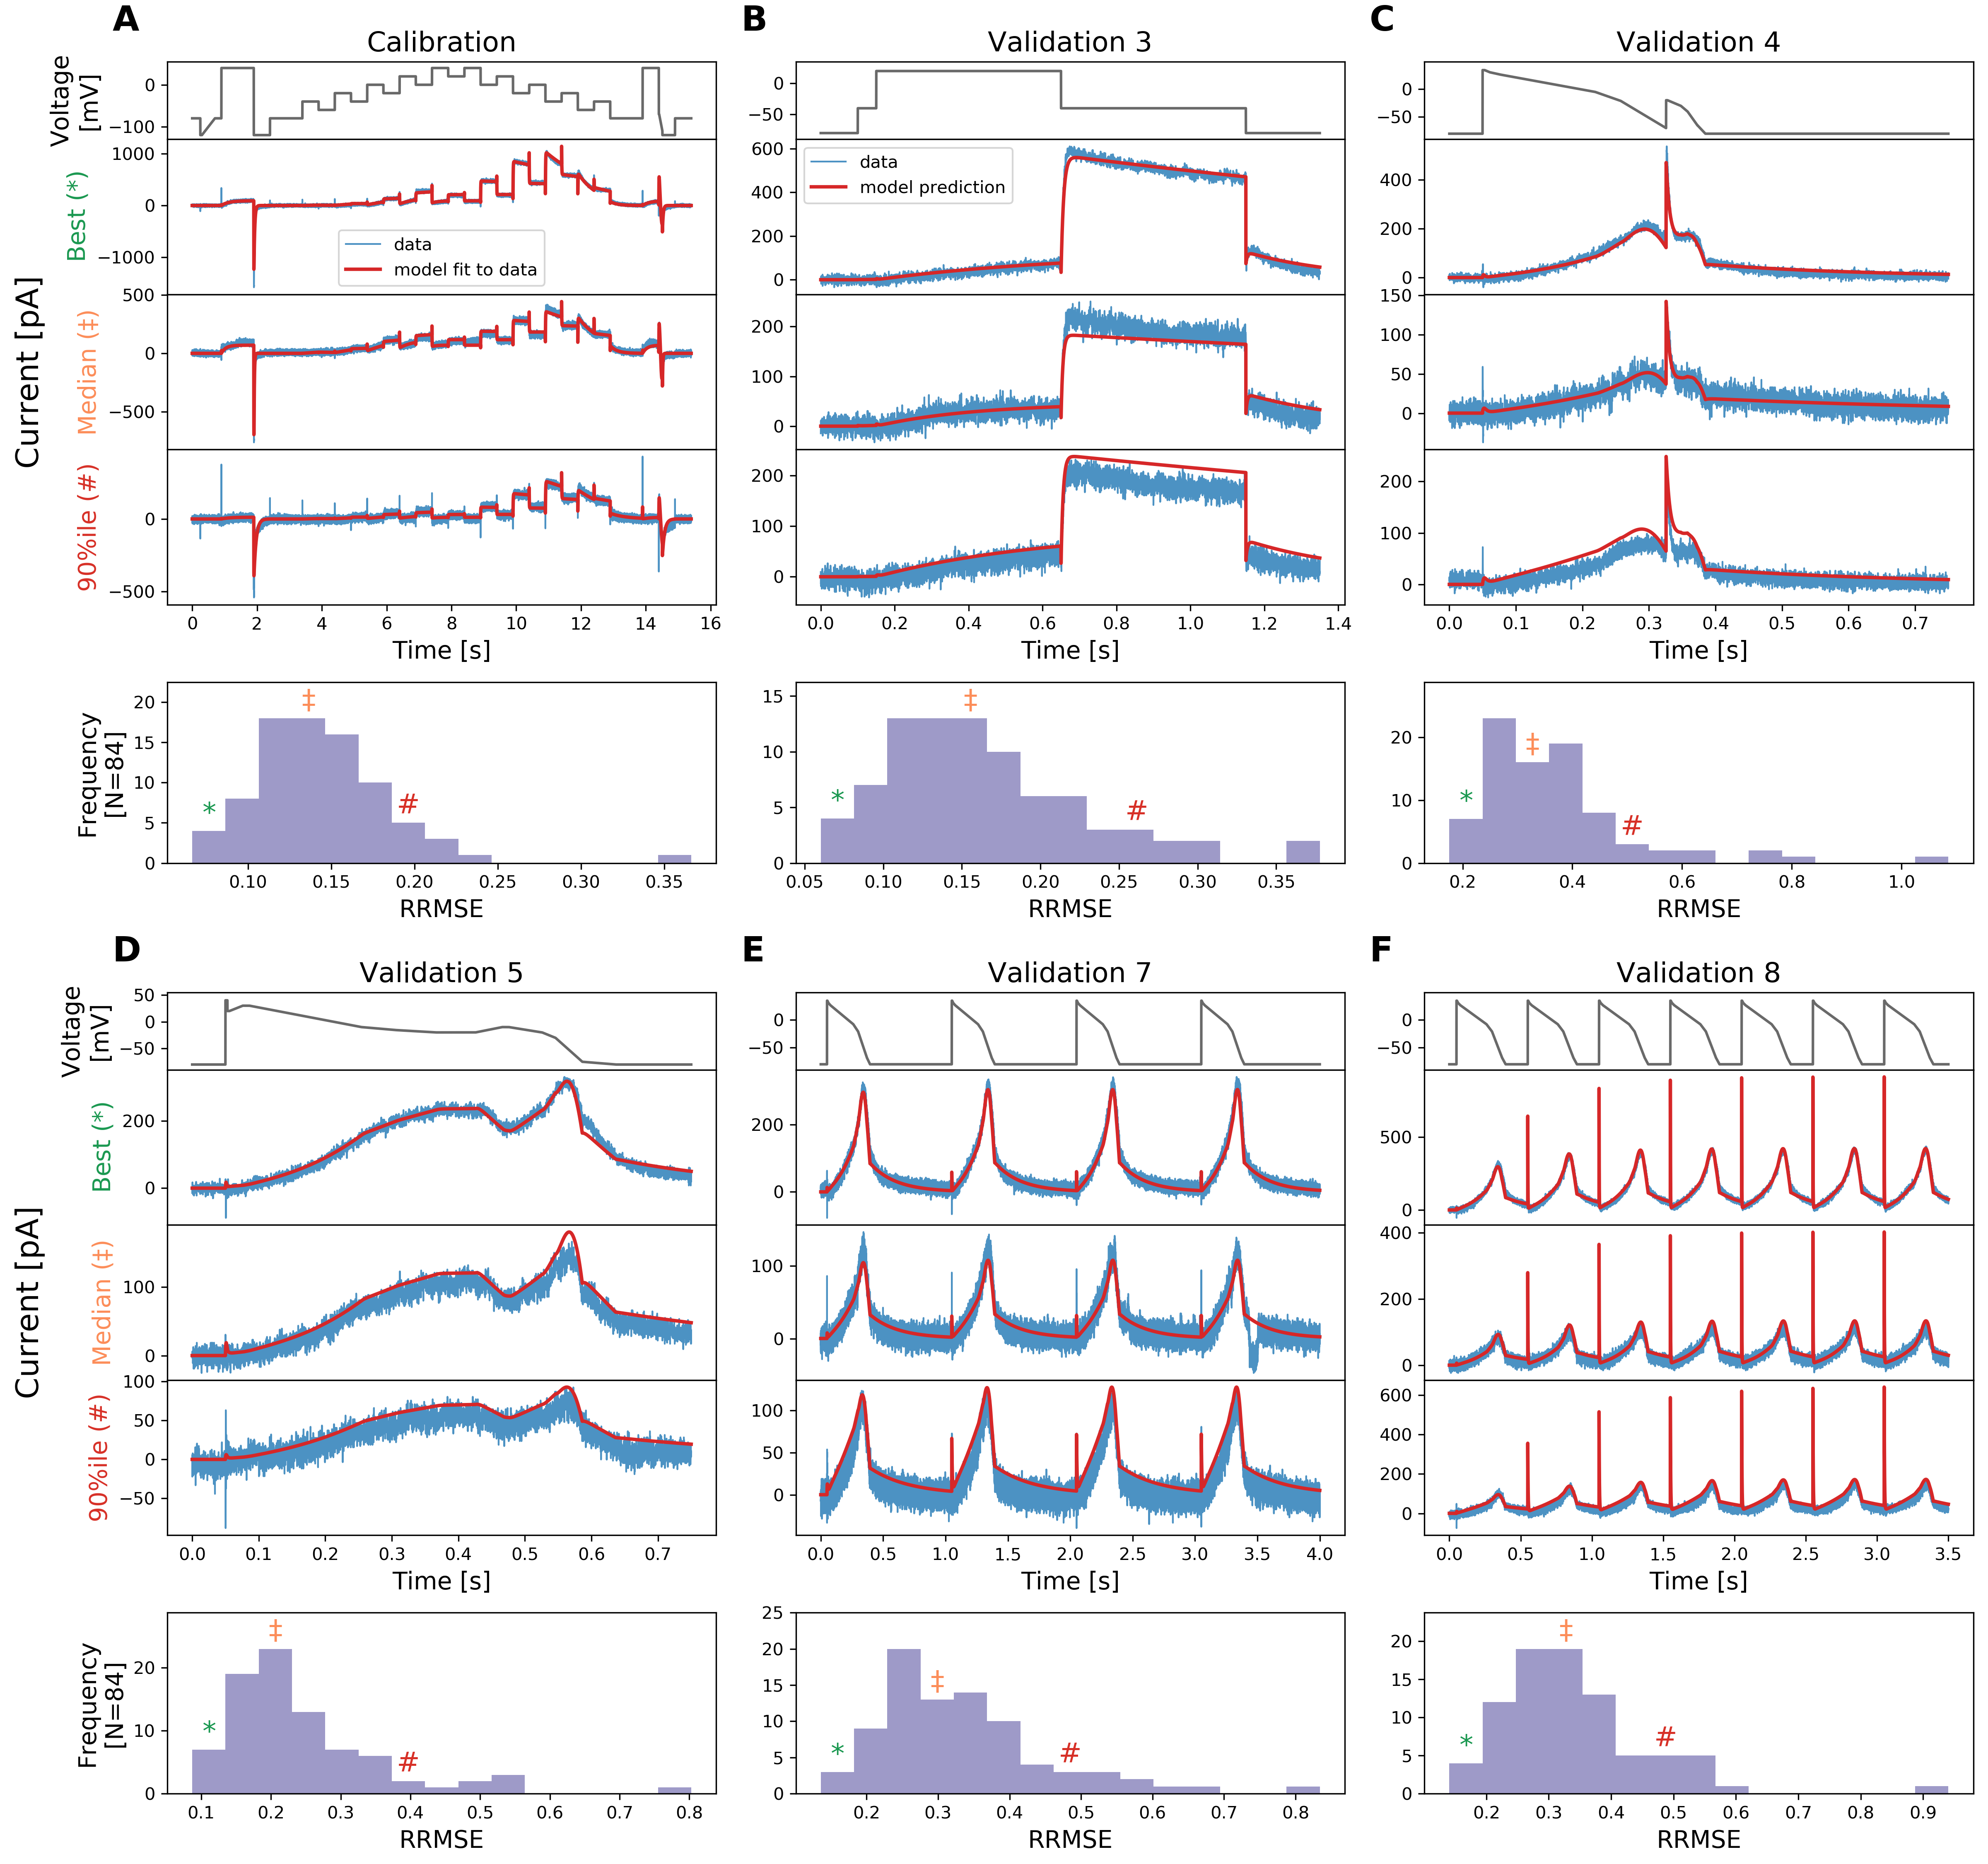 A
Calibration
Voltage
[mV]
0
−100
Current [pA]
Best (*)
1000
0
−1000
data
model fit to data
Median (‡)
500
0
−500
90%ile (#)
0
−500
0 2 4 6 8 10 12 14 16
Time [s]
Frequency
[N=84]
20
15
10
5
0
‡
*
#
0.10 0.15 0.20 0.25 0.30 0.35
RRMSE
B
Validation 3
0
−50
600
400
200
0
data
model prediction
200
100
0
200
100
0
0.0 0.2 0.4 0.6 0.8 1.0 1.2 1.4
Time [s]
15
10
5
0
‡
*
#
0.05 0.10 0.15 0.20 0.25 0.30 0.35
RRMSE
C
Validation 4
0
−50
400
200
0
150
100
50
0
200
100
0
0.0 0.1 0.2 0.3 0.4 0.5 0.6 0.7
Time [s]
20
10
0
‡
*
#
0.2 0.4 0.6 0.8 1.0
RRMSE
D
Validation 5
Voltage
[mV]
50
0
−50
Current [pA]
Best (*)
200
0
Median (‡)
100
0
90%ile (#)
100
50
0
−50
0.0 0.1 0.2 0.3 0.4 0.5 0.6 0.7
Time [s]
Frequency
[N=84]
20
10
0
‡
*
#
0.1 0.2 0.3 0.4 0.5 0.6 0.7 0.8
RRMSE
E
Validation 7
0
−50
200
0
100
0
100
50
0
0.0 0.5 1.0 1.5 2.0 2.5 3.0 3.5 4.0
Time [s]
25
20
15
10
5
0
‡
*
#
0.2 0.3 0.4 0.5 0.6 0.7 0.8
RRMSE
F
Validation 8
0
−50
500
0
400
200
0
600
400
200
0
0.0 0.5 1.0 1.5 2.0 2.5 3.0 3.5
Time [s]
20
15
10
5
0
‡
*
#
0.2 0.3 0.4 0.5 0.6 0.7 0.8 0.9
RRMSE